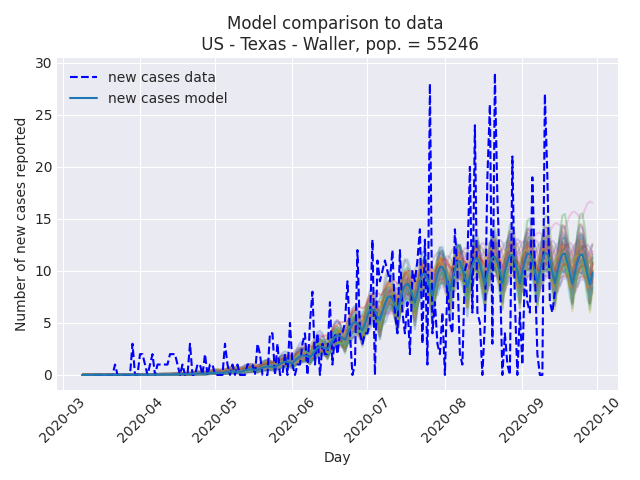 Model comparison to data
US - Texas - Waller, pop. = 55246
new cases data
new cases model
Number of new cases reported
30
25
20
15
10
5
0
2020-03
2020-04
2020-05
2020-06
2020-07
2020-08
2020-09
2020-10
Day